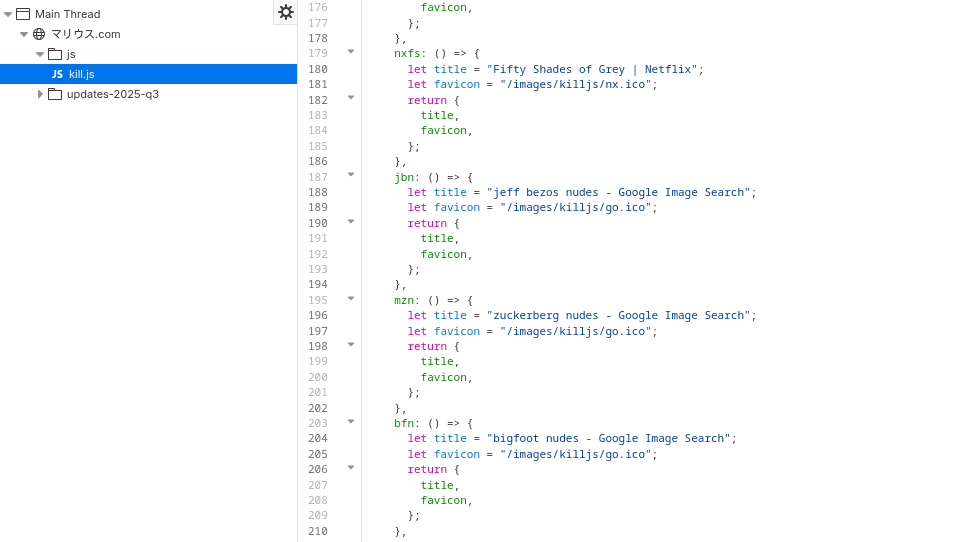 Main Thread
マリウス.com
js
JS kill.js
updates-2025-q3
176 favicon,
177 };
178 },
179 nxfs: () => {
180 let title = "Fifty Shades of Grey | Netflix";
181 let favicon = "/images/killjs/nx.ico";
182 return {
183 title,
184 favicon,
185 };
186 },
187 jbn: () => {
188 let title = "jeff bezos nudes - Google Image Search";
189 let favicon = "/images/killjs/go.ico";
190 return {
191 title,
192 favicon,
193 };
194 },
195 mzn: () => {
196 let title = "zuckerberg nudes - Google Image Search";
197 let favicon = "/images/killjs/go.ico";
198 return {
199 title,
200 favicon,
201 };
202 },
203 bfn: () => {
204 let title = "bigfoot nudes - Google Image Search";
205 let favicon = "/images/killjs/go.ico";
206 return {
207 title,
208 favicon,
209 };
210 },